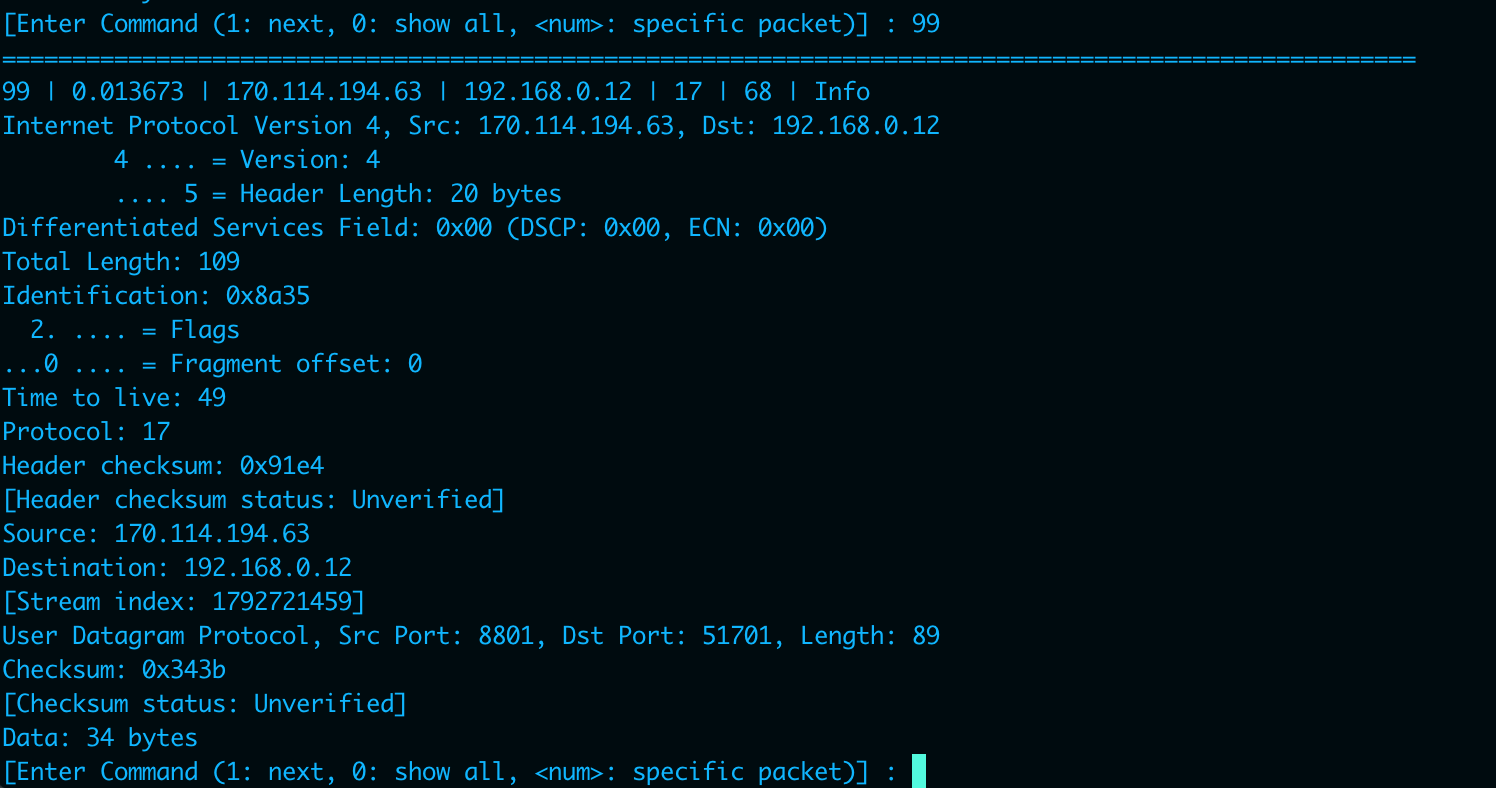 [Enter Command (1: next, 0: show all, <num>: specific packet)] : 99
=====================================================================================================
99 | 0.013673 | 170.114.194.63 | 192.168.0.12 | 17 | 68 | Info
Internet Protocol Version 4, Src: 170.114.194.63, Dst: 192.168.0.12
        4 .... = Version: 4
        .... 5 = Header Length: 20 bytes
Differentiated Services Field: 0x00 (DSCP: 0x00, ECN: 0x00)
Total Length: 109
Identification: 0x8a35
  2. .... = Flags
...0 .... = Fragment offset: 0
Time to live: 49
Protocol: 17
Header checksum: 0x91e4
[Header checksum status: Unverified]
Source: 170.114.194.63
Destination: 192.168.0.12
[Stream index: 1792721459]
User Datagram Protocol, Src Port: 8801, Dst Port: 51701, Length: 89
Checksum: 0x343b
[Checksum status: Unverified]
Data: 34 bytes
[Enter Command (1: next, 0: show all, <num>: specific packet)] :